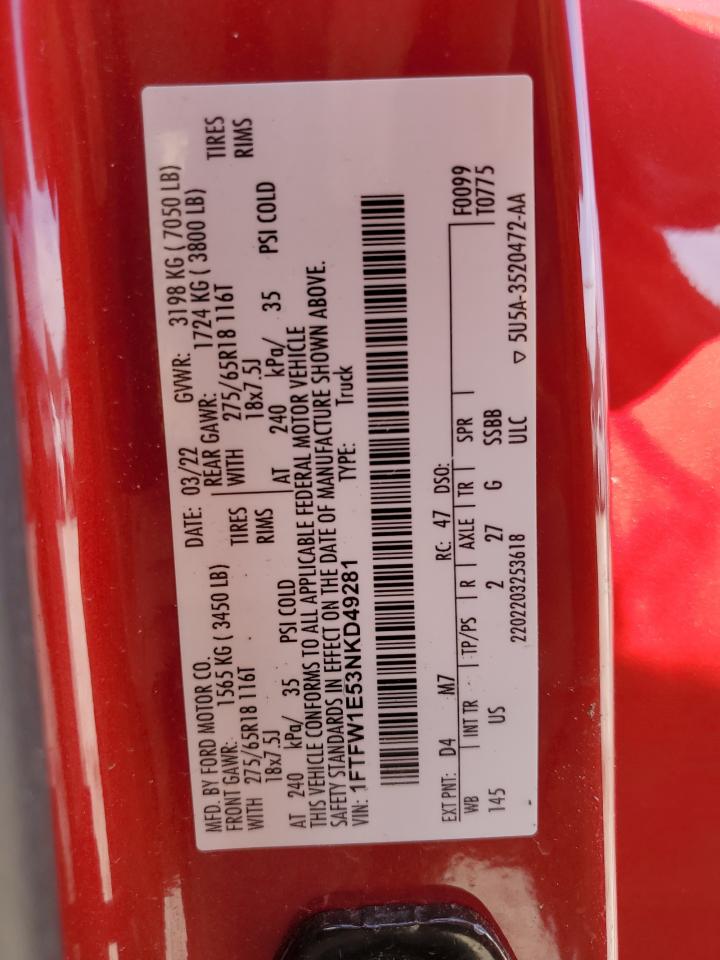 MFD. BY FORD MOTOR CO. DATE: 03/22 GVWR: 3198 KG ( 7050 LB)
FRONT GAWR: 1565 KG ( 3450 LB) REAR GAWR: 1724 KG ( 3800 LB)
WITH 275/65R18 116T TIRES WITH 275/65R18 116T TIRES
18x7.5J RIMS 18x7.5J RIMS
AT 240 kPa/ 35 PSI COLD AT 240 kPa/ 35 PSI COLD
THIS VEHICLE CONFORMS TO ALL APPLICABLE FEDERAL MOTOR VEHICLE
SAFETY STANDARDS IN EFFECT ON THE DATE OF MANUFACTURE SHOWN ABOVE.
VIN: 1FTFW1E53NKD49281 TYPE: Truck
EXT PNT: D4 M7 RC: 47 DSO: F0099
WB INT TR TP/PS R AXLE TR SPR T0775
145 US 2 27 G SSBB
2202203253618 ULC ▽ 5U5A-3520472-AA